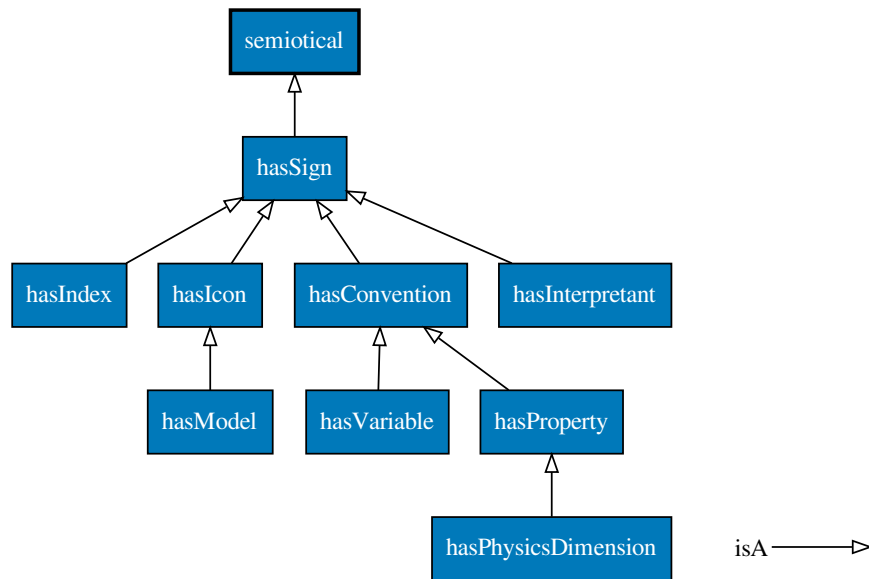 semiotical
hasSign
hasIndex
hasIcon
hasConvention
hasInterpretant
hasModel
hasVariable
hasProperty
hasPhysicsDimension
isA